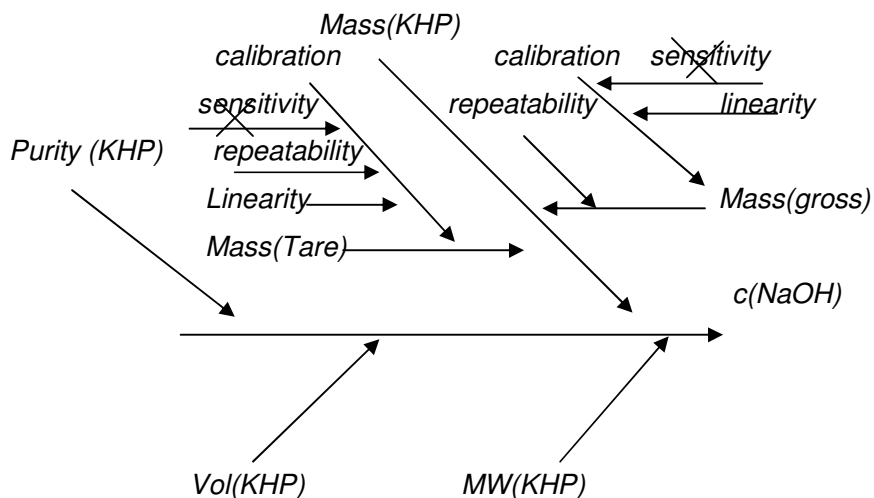 Mass(KHP)
calibration
calibration
sensitivity
sensitivity
repeatability
linearity
Purity (KHP)
repeatability
Linearity
Mass(gross)
Mass(Tare)
c(NaOH)
Vol(KHP)
MW(KHP)